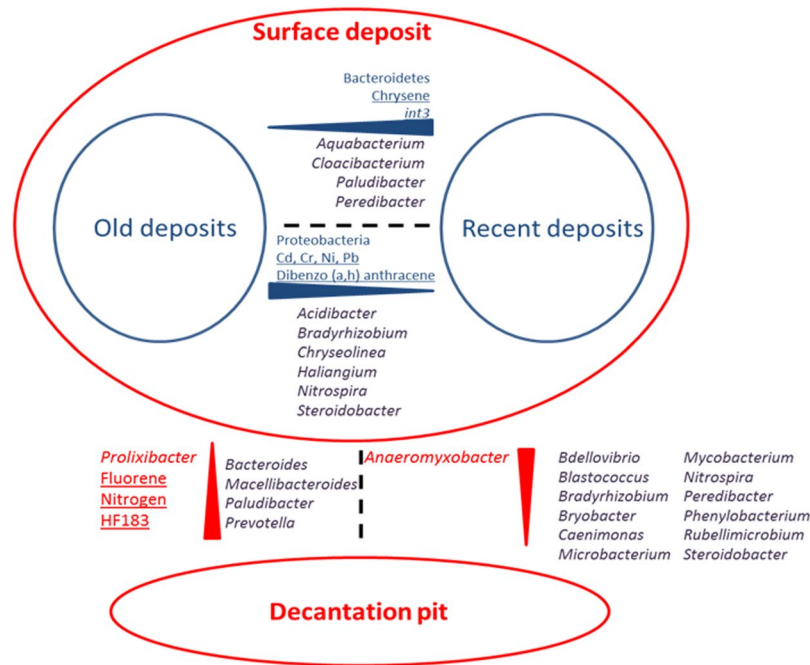 Surface deposit
Bacteroidetes
Chrysene
int3
Aquabacterium
Cloacibacterium
Paludibacter
Peredibacter
Old deposits
Recent deposits
Proteobacteria
Cd, Cr, Ni, Pb
Dibenzo (a,h) anthracene
Acidibacter
Bradyrhizobium
Chryseolinea
Haliangium
Nitrospira
Steroidobacter
Prolixibacter
Fluorene
Nitrogen
HF183
Bacteroides
Macellibacteroides
Paludibacter
Prevotella
Anaeromyxobacter
Bdellovibrio
Blastococcus
Bradyrhizobium
Bryobacter
Caenimonas
Microbacterium
Mycobacterium
Nitrospira
Peredibacter
Phenylobacterium
Rubellimicrobium
Steroidobacter
Decantation pit